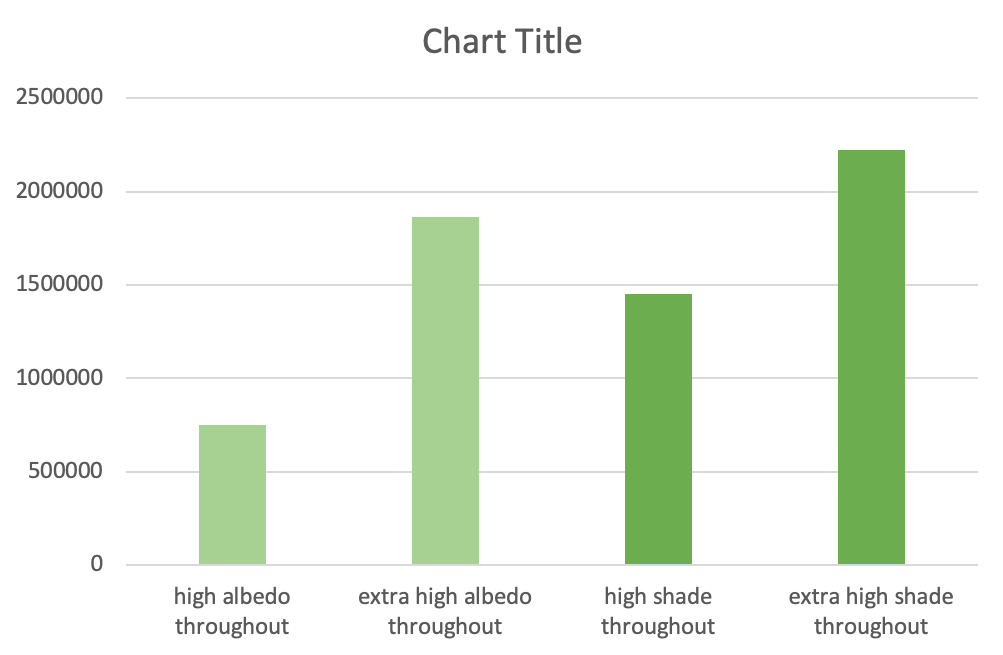 Chart Title
2500000
2000000
1500000
1000000
500000
0
high albedo
throughout
extra high albedo
throughout
high shade
throughout
extra high shade
throughout